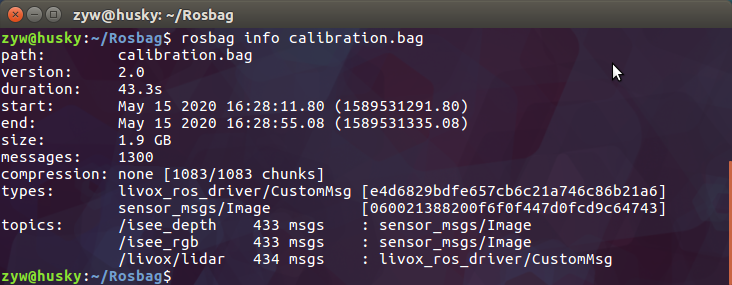 zyw@husky: ~/Rosbag
zyw@husky:~/Rosbag$ rosbag info calibration.bag
path:        calibration.bag
version:     2.0
duration:    43.3s
start:       May 15 2020 16:28:11.80 (1589531291.80)
end:         May 15 2020 16:28:55.08 (1589531335.08)
size:        1.9 GB
messages:    1300
compression: none [1083/1083 chunks]
types:       livox_ros_driver/CustomMsg [e4d6829bdfe657cb6c21a746c86b21a6]
             sensor_msgs/Image          [060021388200f6f0f447d0fcd9c64743]
topics:      /isee_depth    433 msgs    : sensor_msgs/Image
             /isee_rgb      433 msgs    : sensor_msgs/Image
             /livox/lidar   434 msgs    : livox_ros_driver/CustomMsg
zyw@husky:~/Rosbag$